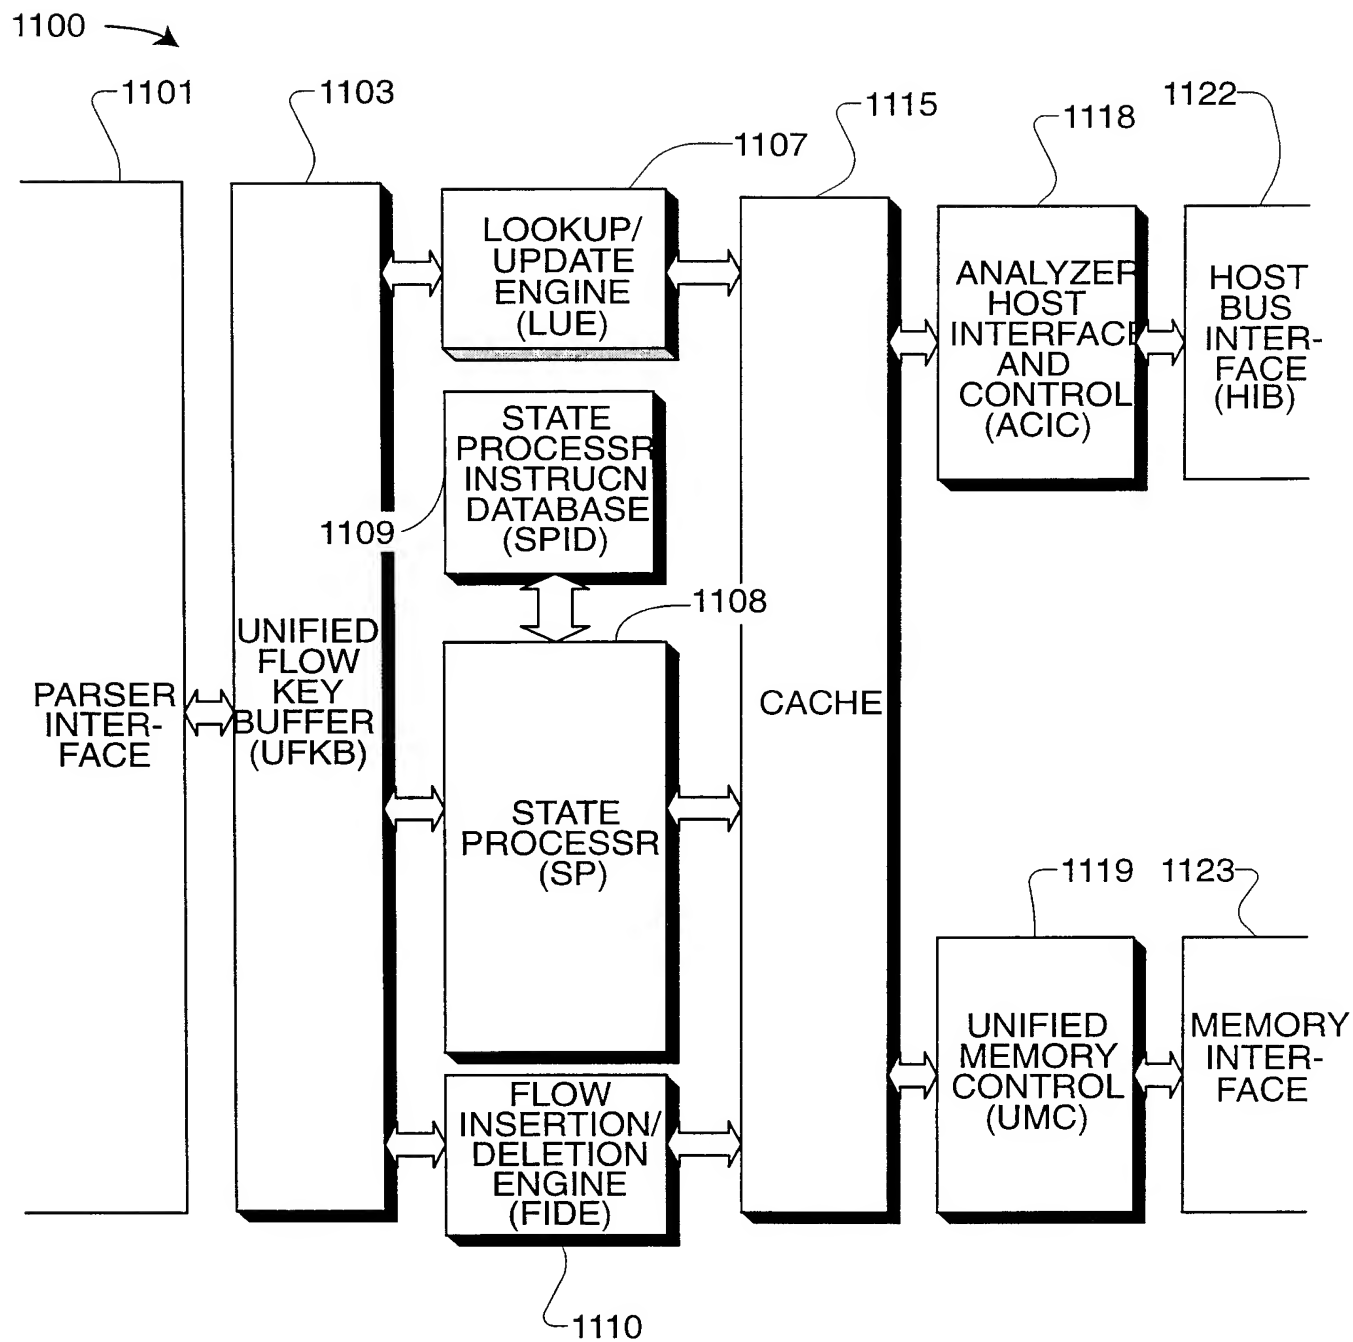 1100
1101
1103
1107
1115
1118
1122
LOOKUP/
UPDATE
ENGINE
(LUE)
ANALYZER
HOST
INTERFACE
AND
CONTROL
(ACIC)
HOST
BUS
INTER-
FACE
(HIB)
STATE
PROCESSR
INSTRUCN
DATABASE
(SPID)
1109
1108
UNIFIED
FLOW
KEY
BUFFER
(UFKB)
PARSER
INTER-
FACE
CACHE
STATE
PROCESSR
(SP)
1119
1123
UNIFIED
MEMORY
CONTROL
(UMC)
MEMORY
INTER-
FACE
FLOW
INSERTION/
DELETION
ENGINE
(FIDE)
1110